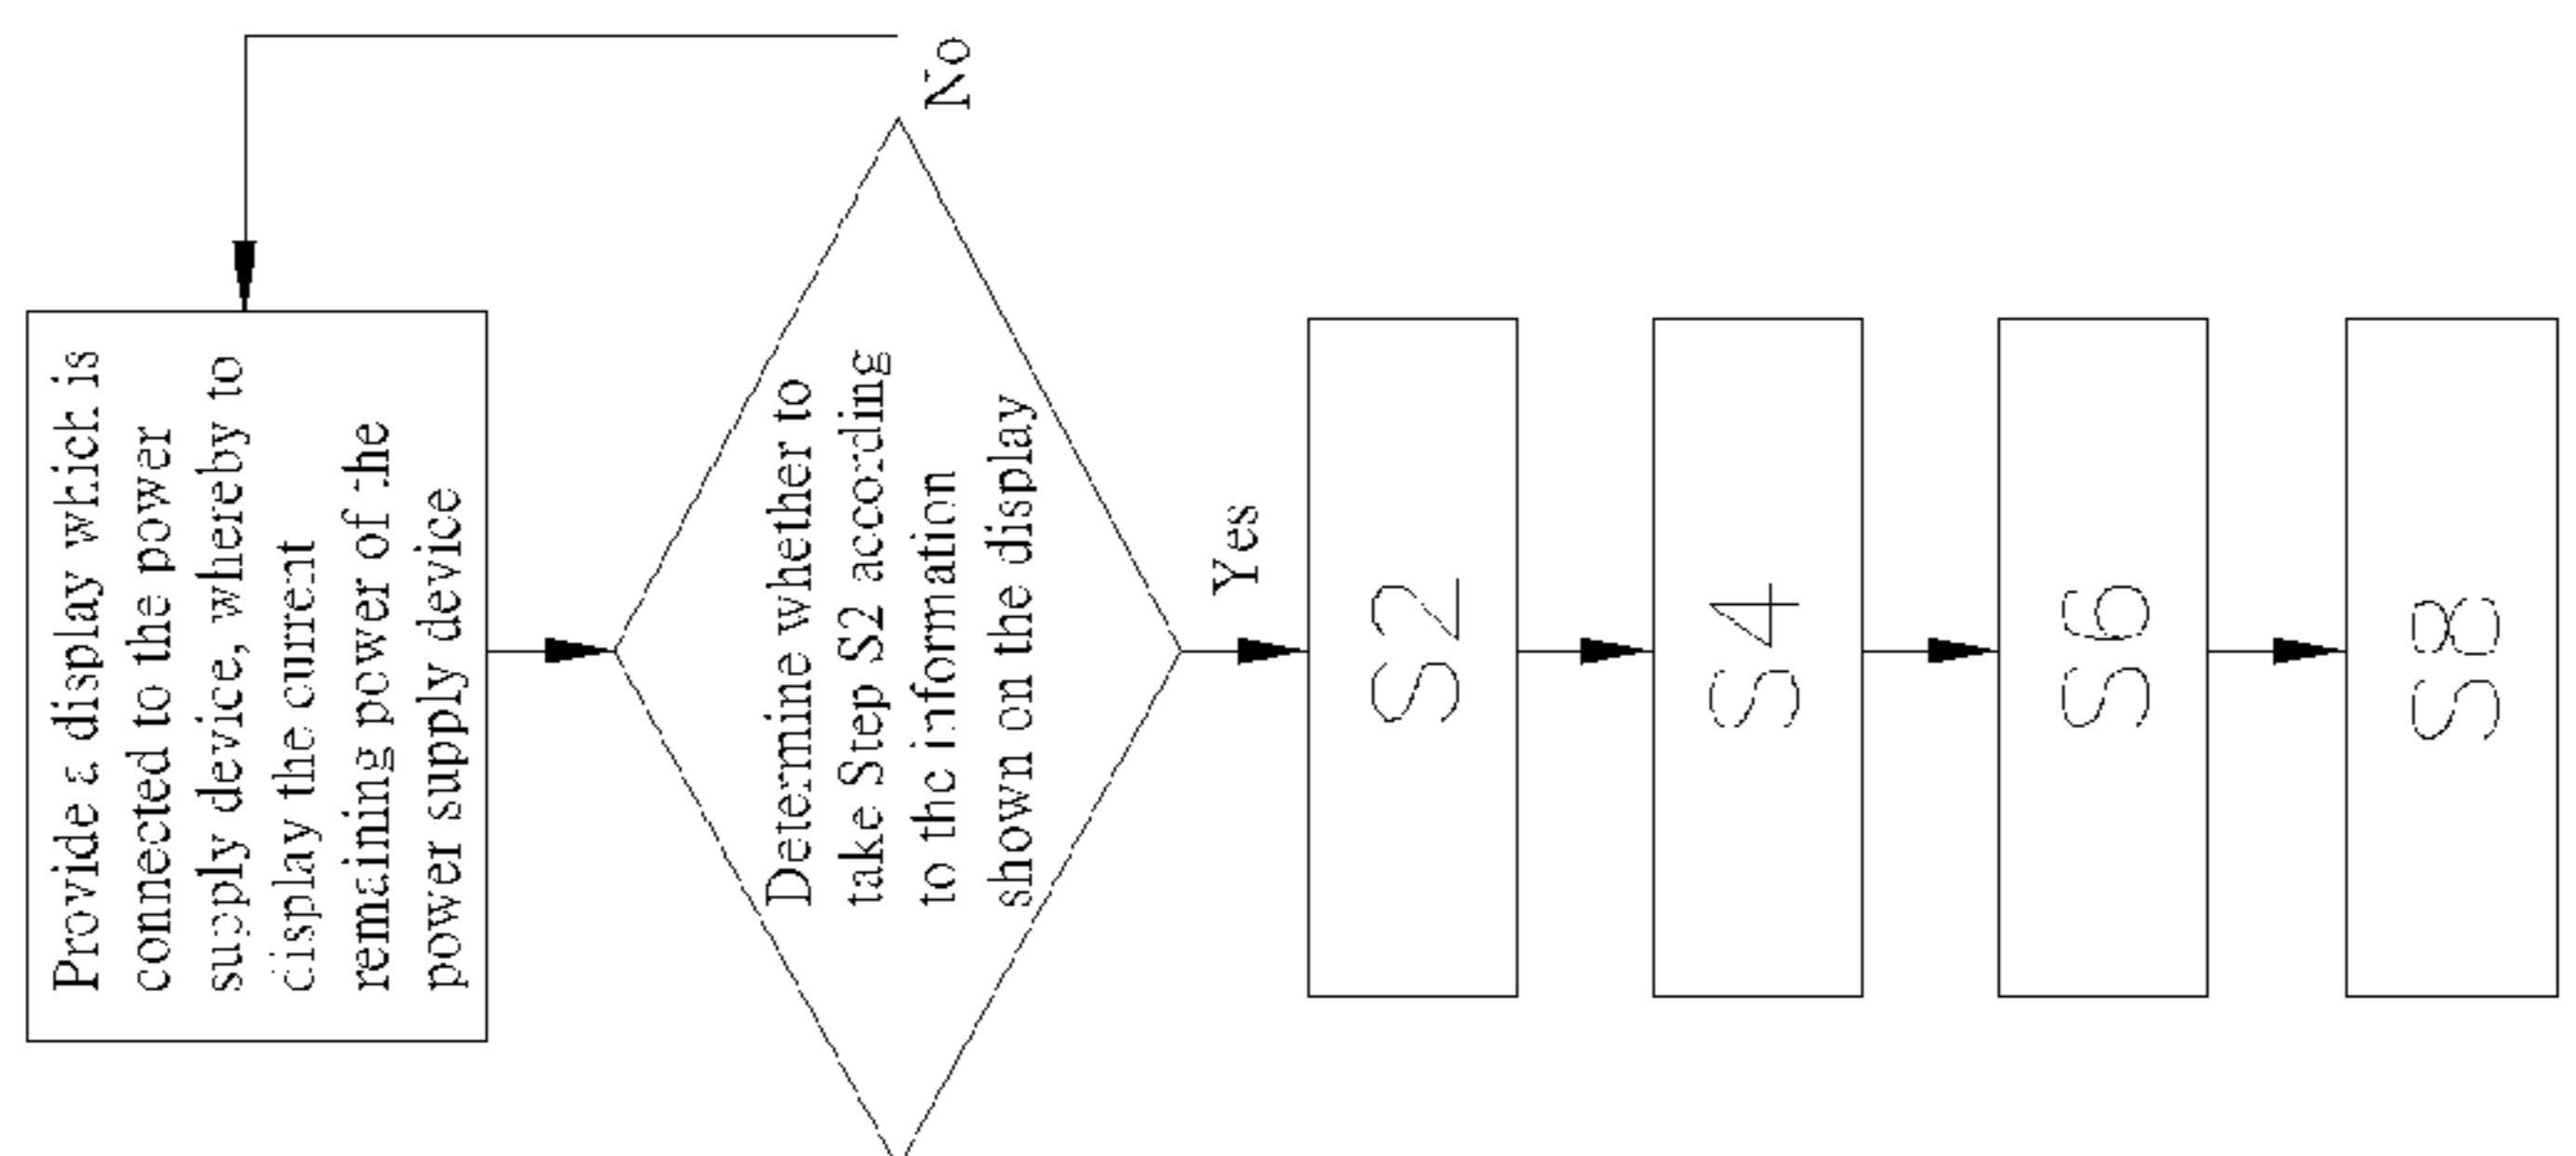 Provide a display which is
connected to the power
supply device, whereby to
display the current
remaining power of the
power supply device
Determine whether to
take Step S2 according
to the information
shown on the display
No
Yes
S2
S4
S6
S8